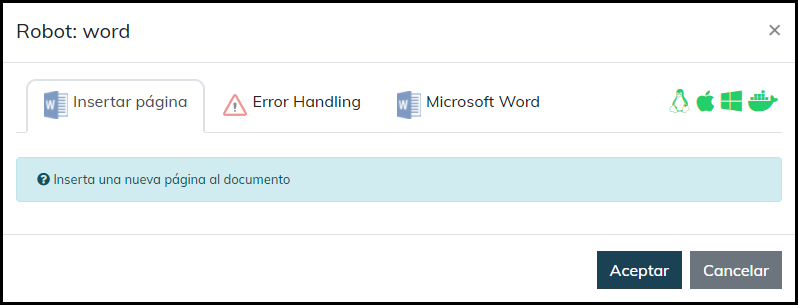 Robot: word
×
Insertar página
Error Handling
Microsoft Word
Inserta una nueva página al documento
Aceptar
Cancelar